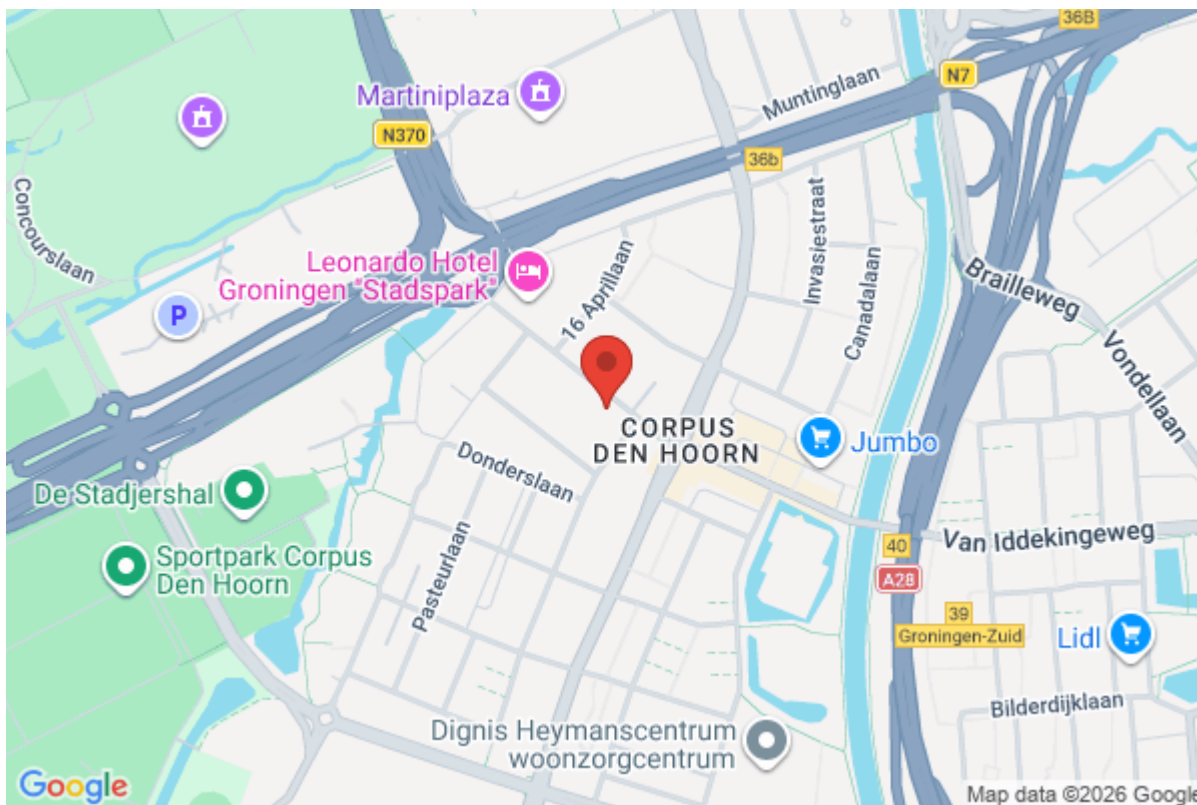 36B
N7
Martiniplaza
Muntinglaan
N370
36b
Concourslaan
Invasiestraat
Leonardo Hotel
Groningen "Stadspark"
16 Aprillaan
Canadalaan
Brailleweg
P
Vondellaan
CORPUS
DEN HOORN
Jumbo
Donderslaan
De Stadjershal
Van Iddekingeweg
40
Sportpark Corpus
Den Hoorn
Pasteurlaan
A28
39
Groningen-Zuid
Lidl
Bilderdijklaan
Dignis Heymanscentrum
woonzorgcentrum
Google
Map data ©2026 Google